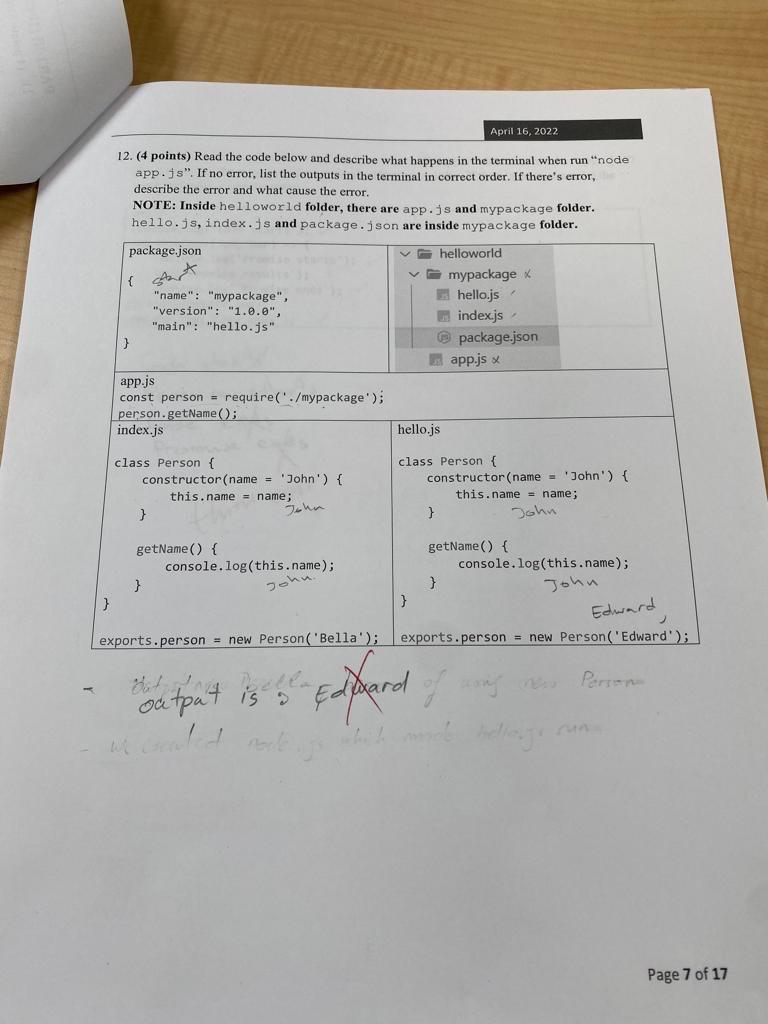 April 16, 2022
12. (4 points) Read the code below and describe what happens in the terminal when run "node
app.js". If no error, list the outputs in the terminal in correct order. If there's error,
describe the error and what cause the error.
NOTE: Inside helloworld folder, there are app.js and mypackage folder.
hello.js, index.js and package.json are inside mypackage folder.
package.json
{
"name": "mypackage",
"version": "1.0.0",
"main": "hello.js"
}
helloworld
mypackage
hello.js
index.js
package.json
app.js
app.js
const person = require('./mypackage');
person.getName();
index.js
class Person {
constructor(name = 'John') {
this.name = name;
John
}
getName() {
console.log(this.name);
}
John
}
exports.person = new Person('Bella');
hello.js
class Person {
constructor(name = 'John') {
this.name = name;
}
John
getName() {
console.log(this.name);
}
John
}
Edward,
exports.person = new Person('Edward');
output is Edward
of using new Person
- we executed node.js which made hello.js run
Page 7 of 17